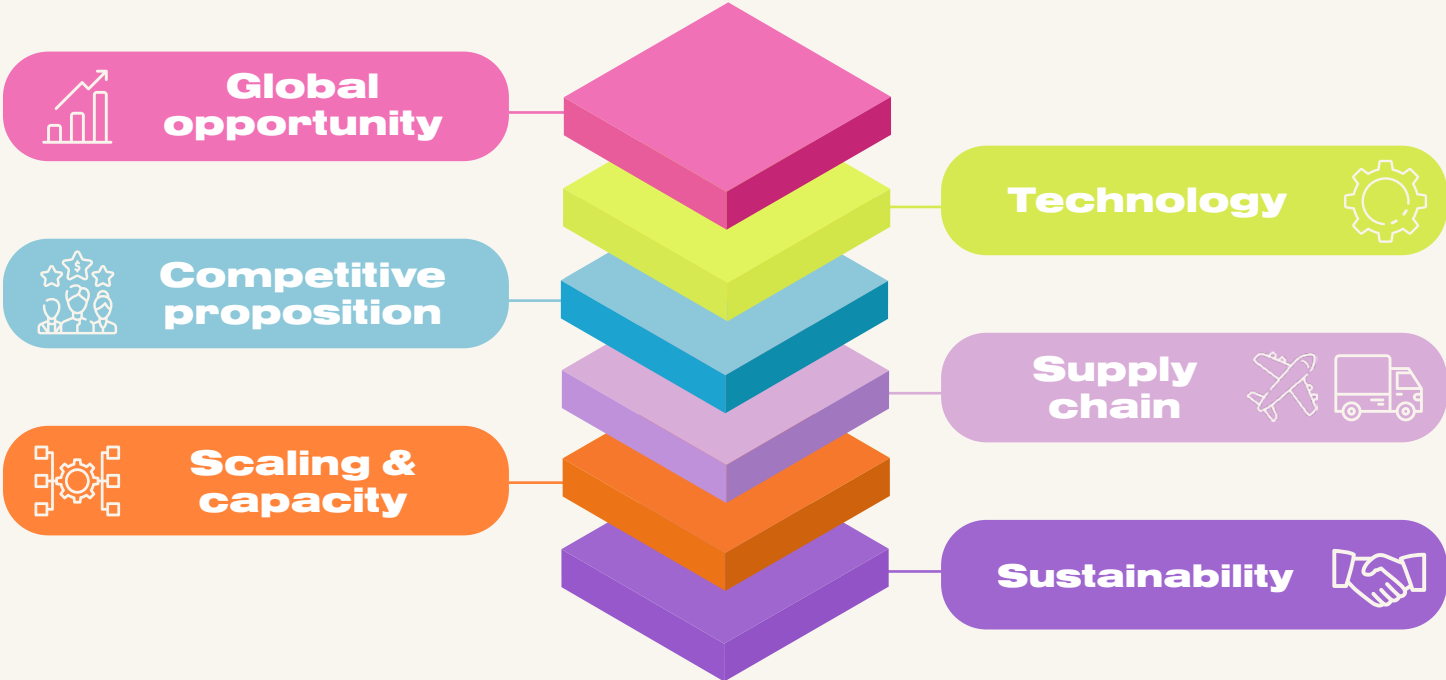 Global
opportunity
Technology
Competitive
proposition
Supply
chain
Scaling &
capacity
Sustainability